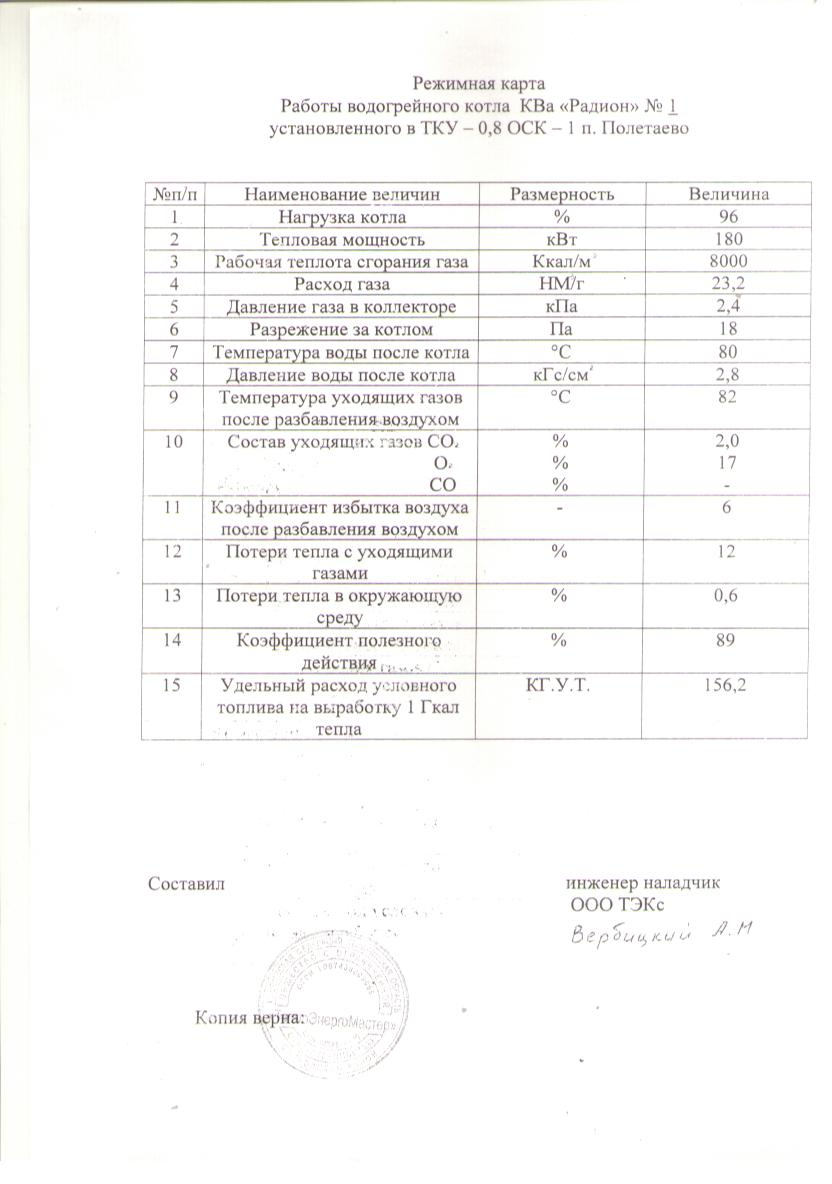 Режимная карта
Работы водогрейного котла КВа «Радион» № 1
установленного в ТКУ – 0,8 ОСК – 1 п. Полетаево
№п/п Наименование величин Размерность Величина
1 Нагрузка котла % 96
2 Тепловая мощность кВт 180
3 Рабочая теплота сгорания газа Ккал/м³ 8000
4 Расход газа НМ³/г 23,2
5 Давление газа в коллекторе кПа 2,4
6 Разрежение за котлом Па 18
7 Температура воды после котла °С 80
8 Давление воды после котла кГс/см² 2,8
9 Температура уходящих газов °С 82
после разбавления воздухом
10 Состав уходящих газов СО₂ % 2,0
О₂ % 17
СО % -
11 Коэффициент избытка воздуха - 6
после разбавления воздухом
12 Потери тепла с уходящими % 12
газами
13 Потери тепла в окружающую % 0,6
среду
14 Коэффициент полезного % 89
действия
15 Удельный расход условного КГ.У.Т. 156,2
топлива на выработку 1 Гкал
тепла
Составил инженер наладчик
ООО ТЭКс
Вербицкий А.М
Копия верна:
ЭнергоМастер»